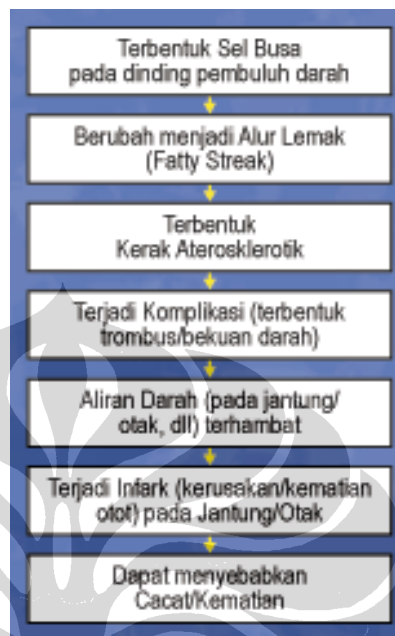 Terbentuk Sel Busa
pada dinding pembuluh darah
Berubah menjadi Alur Lemak
(Fatty Streak)
Terbentuk
Kerak Aterosklerotik
Terjadi Komplikasi (terbentuk
trombus/bekuan darah)
Aliran Darah (pada jantung/
otak, dll) terhambat
Terjadi Infark (kerusakan/kematian
otot) pada Jantung/Otak
Dapat menyebabkan
Cacat/Kematian